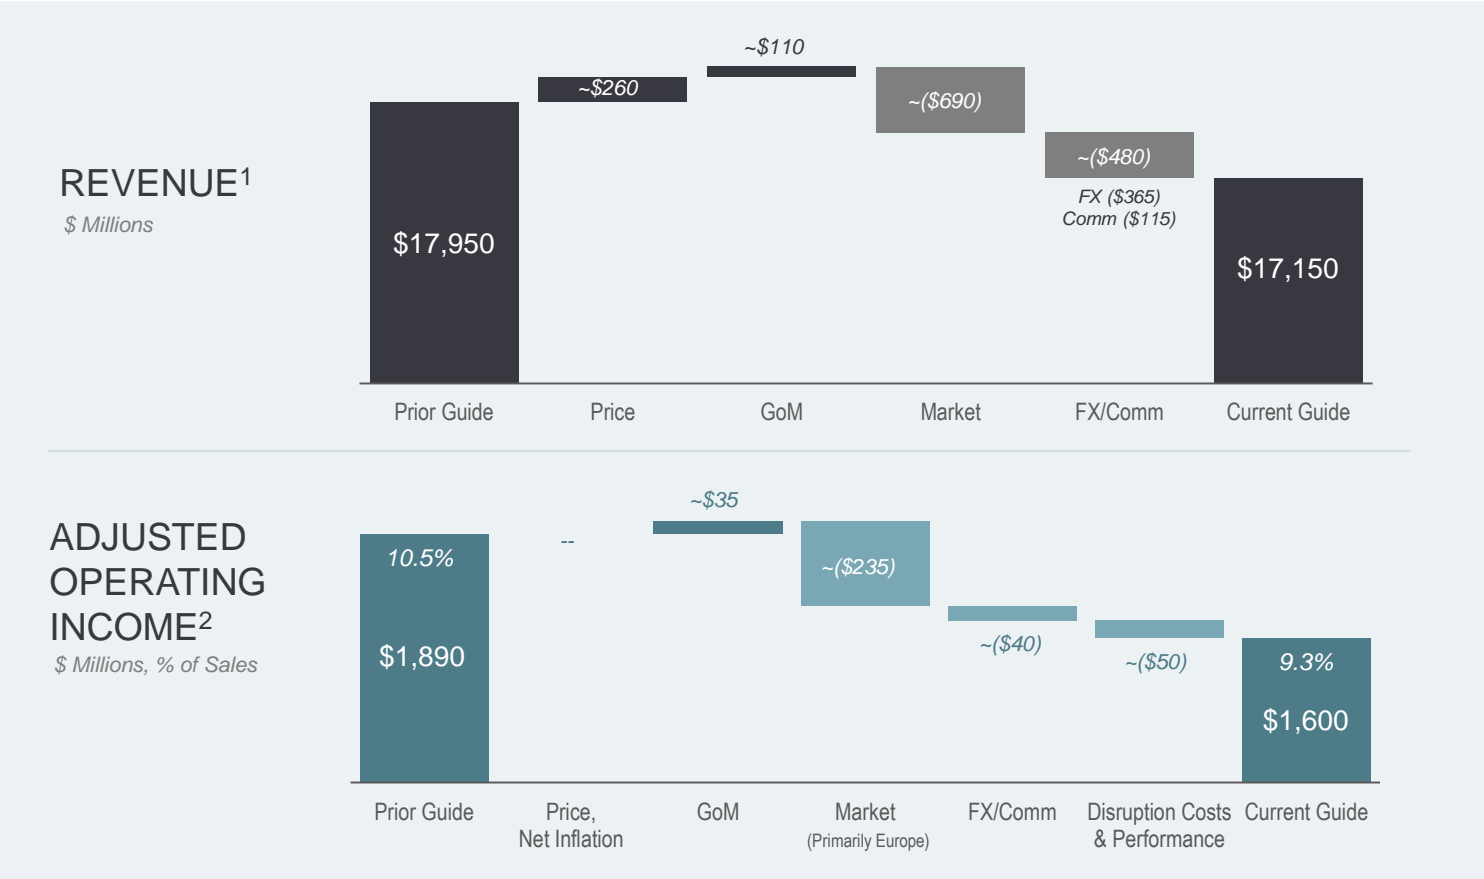 ~$110
~$260
~($690)
~($480)
REVENUE¹
$ Millions
FX ($365)
Comm ($115)
$17,950
$17,150
Prior Guide
Price
GoM
Market
FX/Comm
Current Guide
~$35
ADJUSTED
OPERATING
INCOME²
$ Millions, % of Sales
10.5%
--
~($235)
~($40)
~($50)
9.3%
$1,890
$1,600
Prior Guide
Price,
Net Inflation
GoM
Market
(Primarily Europe)
FX/Comm
Disruption Costs
& Performance
Current Guide